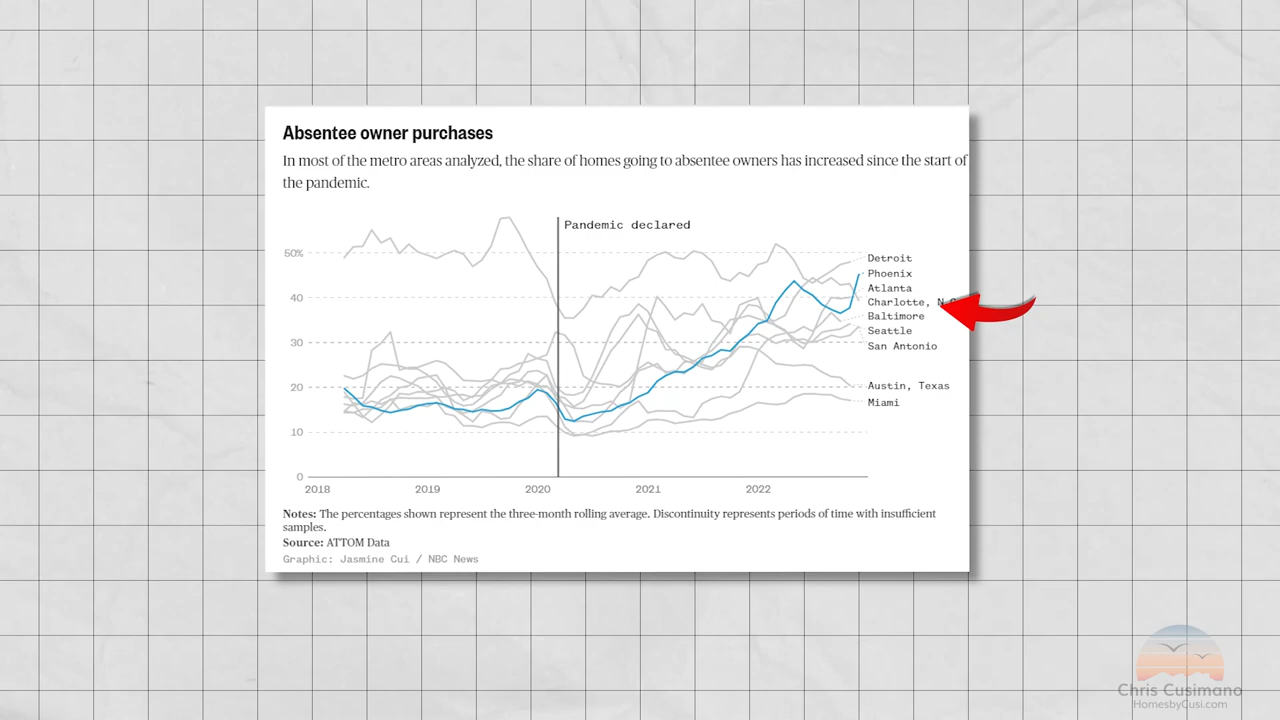 Absentee owner purchases
In most of the metro areas analyzed, the share of homes going to absentee owners has increased since the start of
the pandemic.
Pandemic declared
50%
40
30
20
10
0
Detroit
Phoenix
Atlanta
Charlotte, N.C.
Baltimore
Seattle
San Antonio
Austin, Texas
Miami
2018 2019 2020 2021 2022
Notes: The percentages shown represent the three-month rolling average. Discontinuity represents periods of time with insufficient
samples.
Source: ATTOM Data
Graphic: Jasmine Cui / NBC News
Chris Cusimano
HomesbyCusi.com